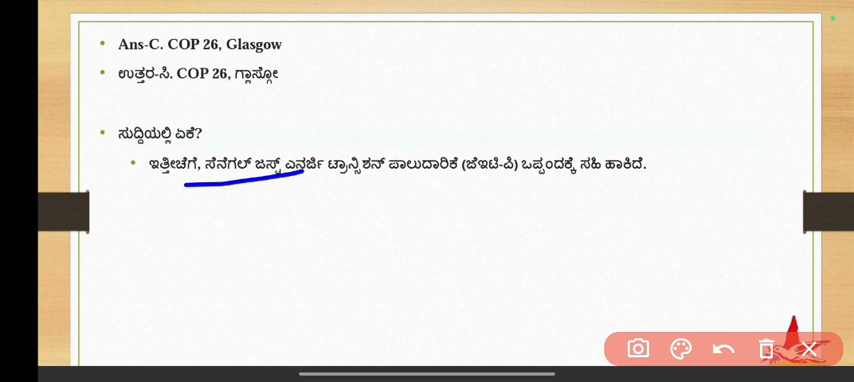 Ans-C. COP 26, Glasgow
ಉತ್ತರ-ಸಿ. COP 26, ಗ್ಲಾಸ್ಗೋ
ಸುದ್ದಿಯಲ್ಲಿ ಏಕೆ?
ಇತ್ತೀಚೆಗೆ, ಸೆನೆಗಲ್ ಜಸ್ಟ್ ಎನರ್ಜಿ ಟ್ರಾನ್ಸಿಶನ್ ಪಾಲುದಾರಿಕೆ (ಜೆಇಟಿ-ಪಿ) ಒಪ್ಪಂದಕ್ಕೆ ಸಹಿ ಹಾಕಿದೆ.